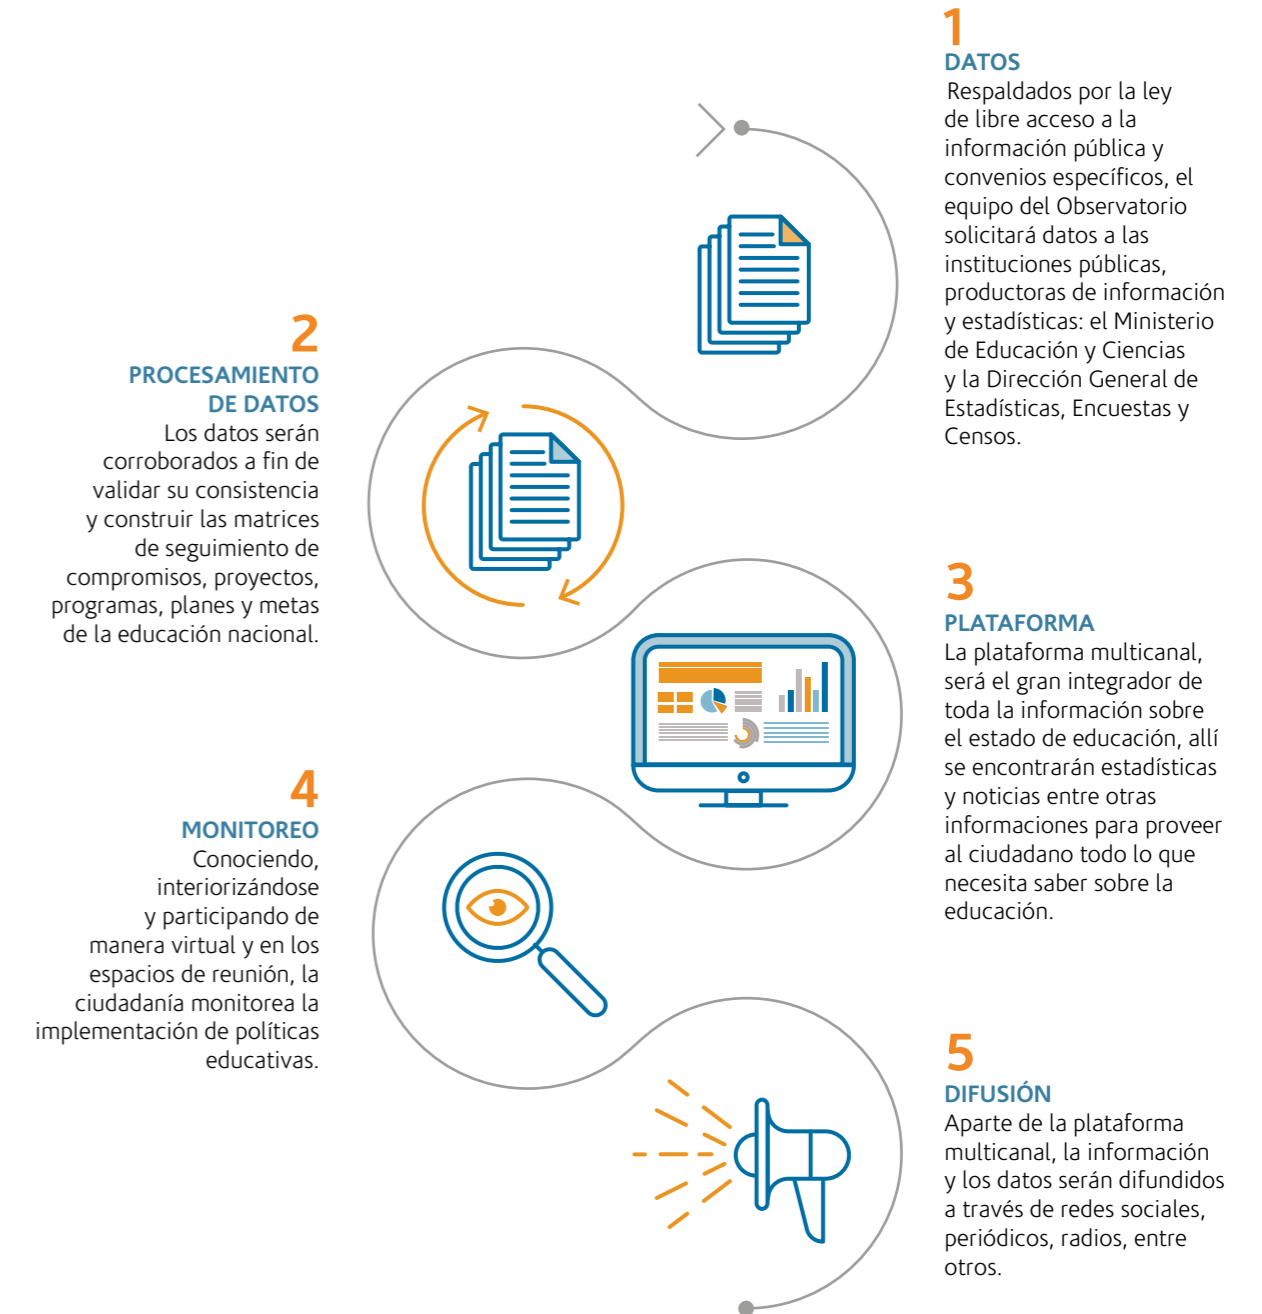 1
DATOS
Respaldados por la ley
de libre acceso a la
información pública y
convenios específicos, el
equipo del Observatorio
solicitará datos a las
instituciones públicas,
productoras de información
y estadísticas: el Ministerio
de Educación y Ciencias
y la Dirección General de
Estadísticas, Encuestas y
Censos.
2
PROCESAMIENTO
DE DATOS
Los datos serán
corroborados a fin de
validar su consistencia
y construir las matrices
de seguimiento de
compromisos, proyectos,
programas, planes y metas
de la educación nacional.
3
PLATAFORMA
La plataforma multicanal,
será el gran integrador de
toda la información sobre
el estado de educación, allí
se encontrarán estadísticas
y noticias entre otras
informaciones para proveer
al ciudadano todo lo que
necesita saber sobre la
educación.
4
MONITOREO
Conociendo,
interiorizándose
y participando de
manera virtual y en los
espacios de reunión, la
ciudadanía monitorea la
implementación de políticas
educativas.
5
DIFUSIÓN
Aparte de la plataforma
multicanal, la información
y los datos serán difundidos
a través de redes sociales,
periódicos, radios, entre
otros.